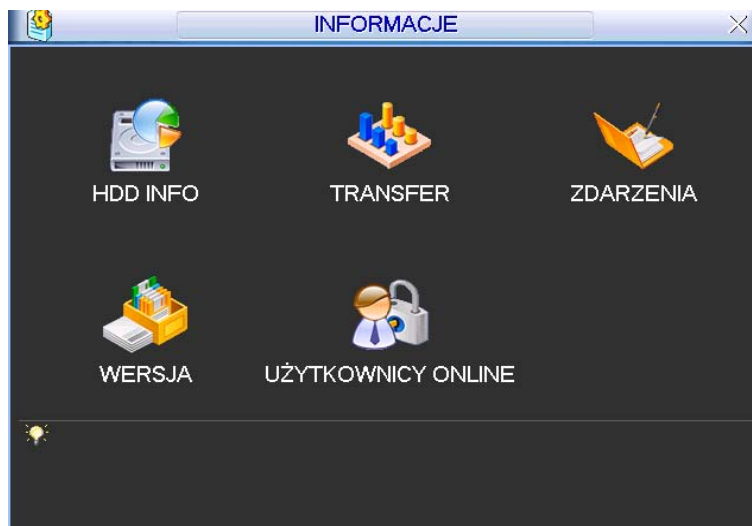 INFORMACJE
HDD INFO
TRANSFER
ZDARZENIA
WERSJA
UŻYTKOWNICY ONLINE